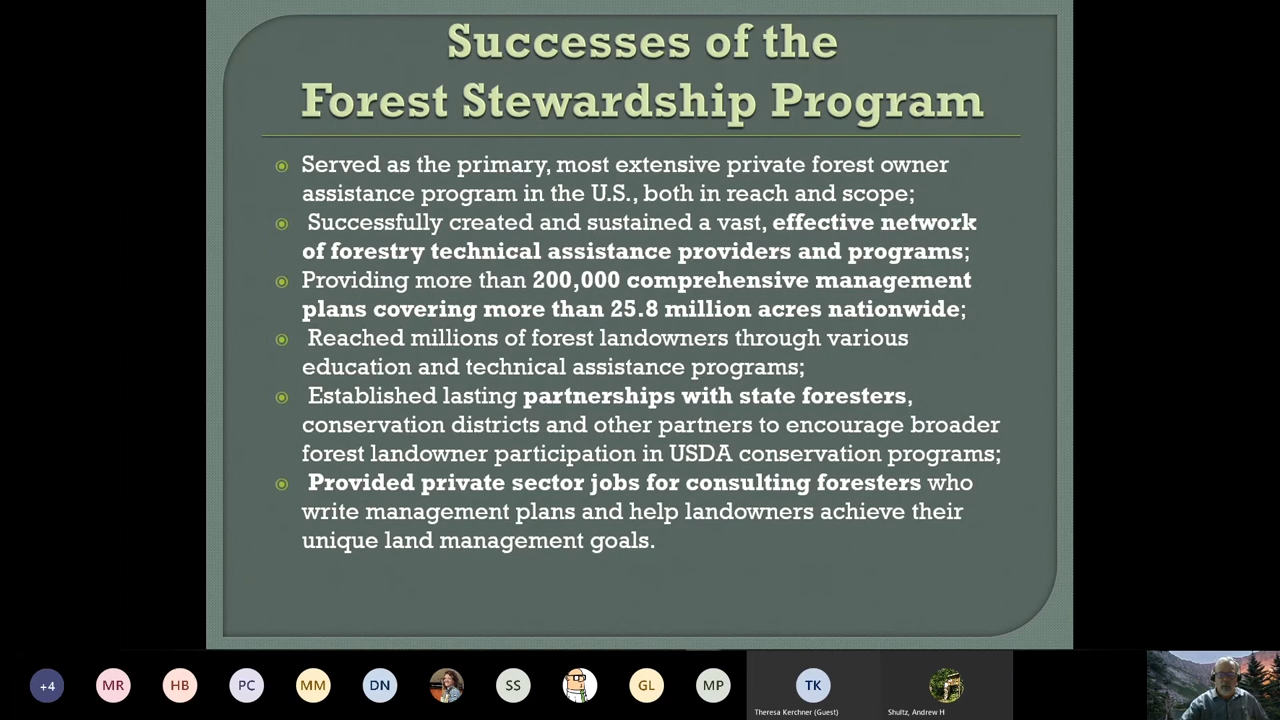 Successes of the
Forest Stewardship Program
Served as the primary, most extensive private forest owner
assistance program in the U.S., both in reach and scope;
Successfully created and sustained a vast, effective network
of forestry technical assistance providers and programs;
Providing more than 200,000 comprehensive management
plans covering more than 25.8 million acres nationwide;
Reached millions of forest landowners through various
education and technical assistance programs;
Established lasting partnerships with state foresters,
conservation districts and other partners to encourage broader
forest landowner participation in USDA conservation programs;
Provided private sector jobs for consulting foresters who
write management plans and help landowners achieve their
unique land management goals.
+4 MR HB PC MM DN SS GL MP TK
Theresa Kerchner (Guest) Shultz, Andrew H